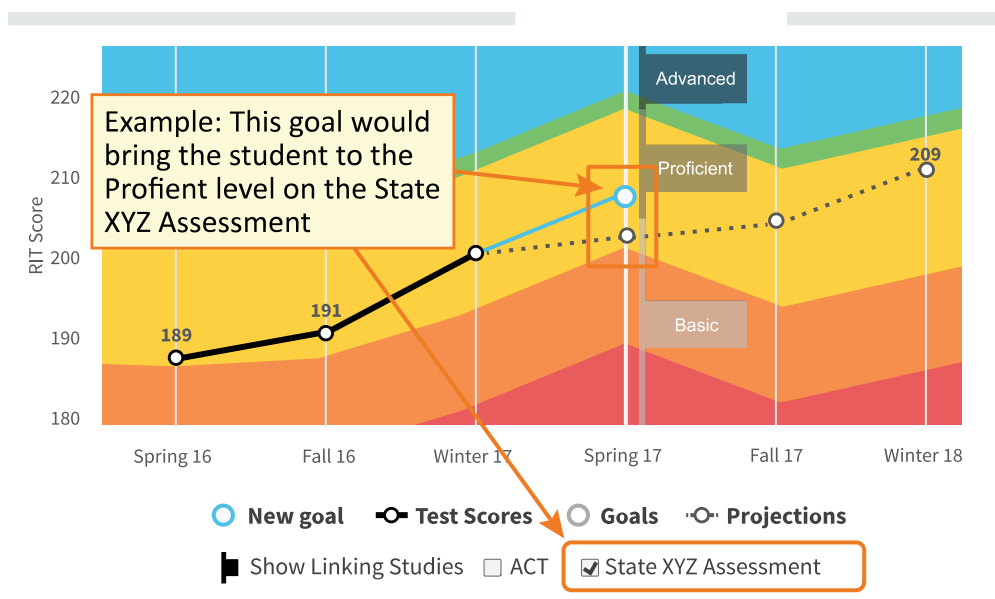 Advanced
220
Example: This goal would
bring the student to the
Profient level on the State
XYZ Assessment
209
Proficient
210
RIT Score
200
191
189
Basic
190
180
Spring 16 Fall 16 Winter 17 Spring 17 Fall 17 Winter 18
New goal Test Scores Goals Projections
Show Linking Studies ACT State XYZ Assessment